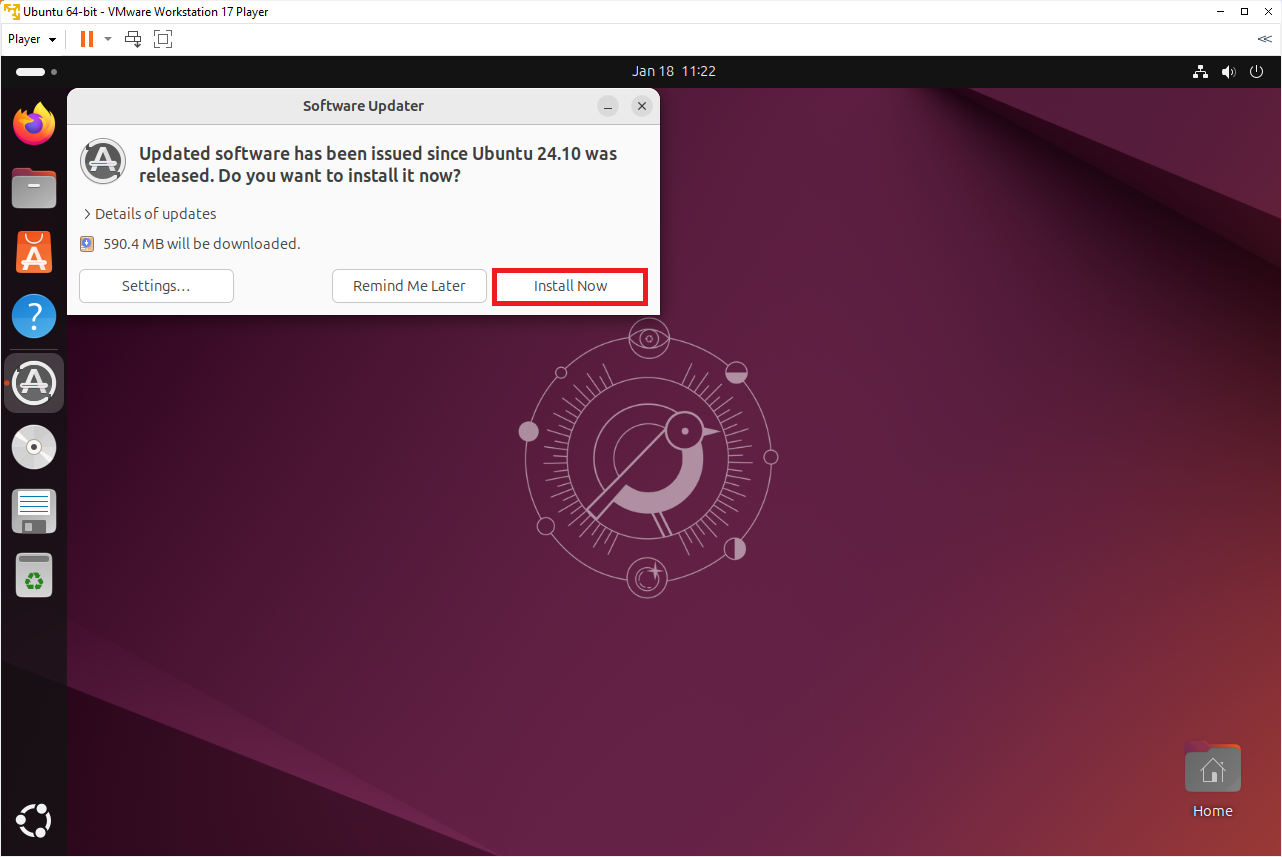 Ubuntu 64-bit - VMware Workstation 17 Player
Player
Jan 18 11:22
Software Updater
Updated software has been issued since Ubuntu 24.10 was
released. Do you want to install it now?
Details of updates
590.4 MB will be downloaded.
Settings…
Remind Me Later
Install Now
Home